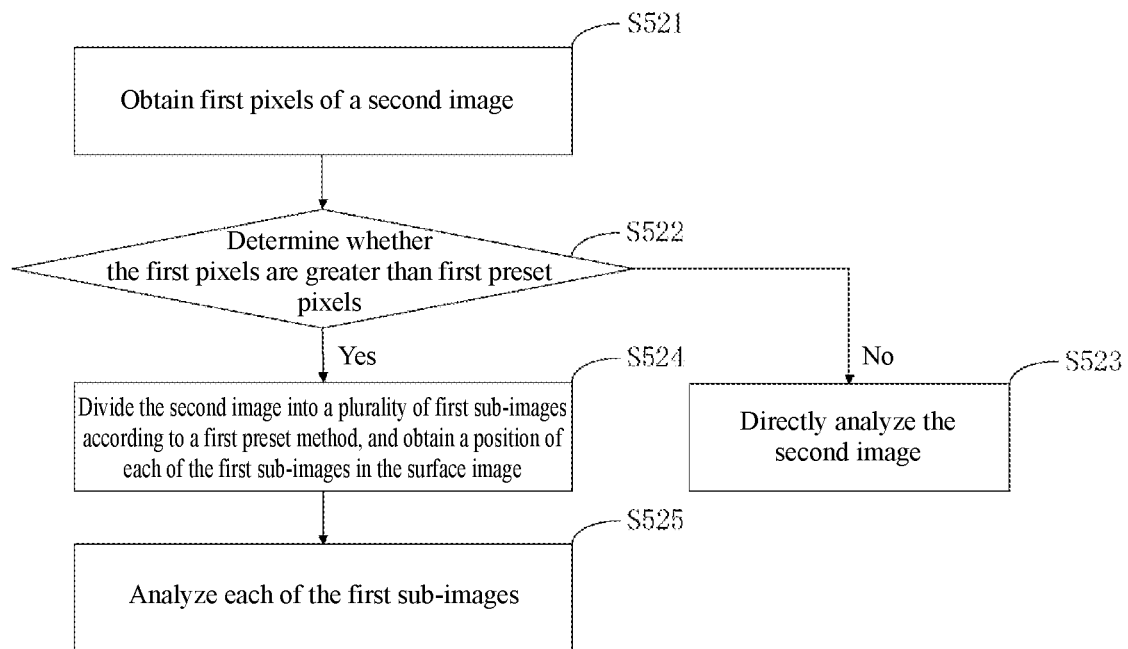 S521
Obtain first pixels of a second image
S522
Determine whether
the first pixels are greater than first preset
pixels
Yes
No
S524
Divide the second image into a plurality of first sub-images
according to a first preset method, and obtain a position of
each of the first sub-images in the surface image
S523
Directly analyze the
second image
S525
Analyze each of the first sub-images